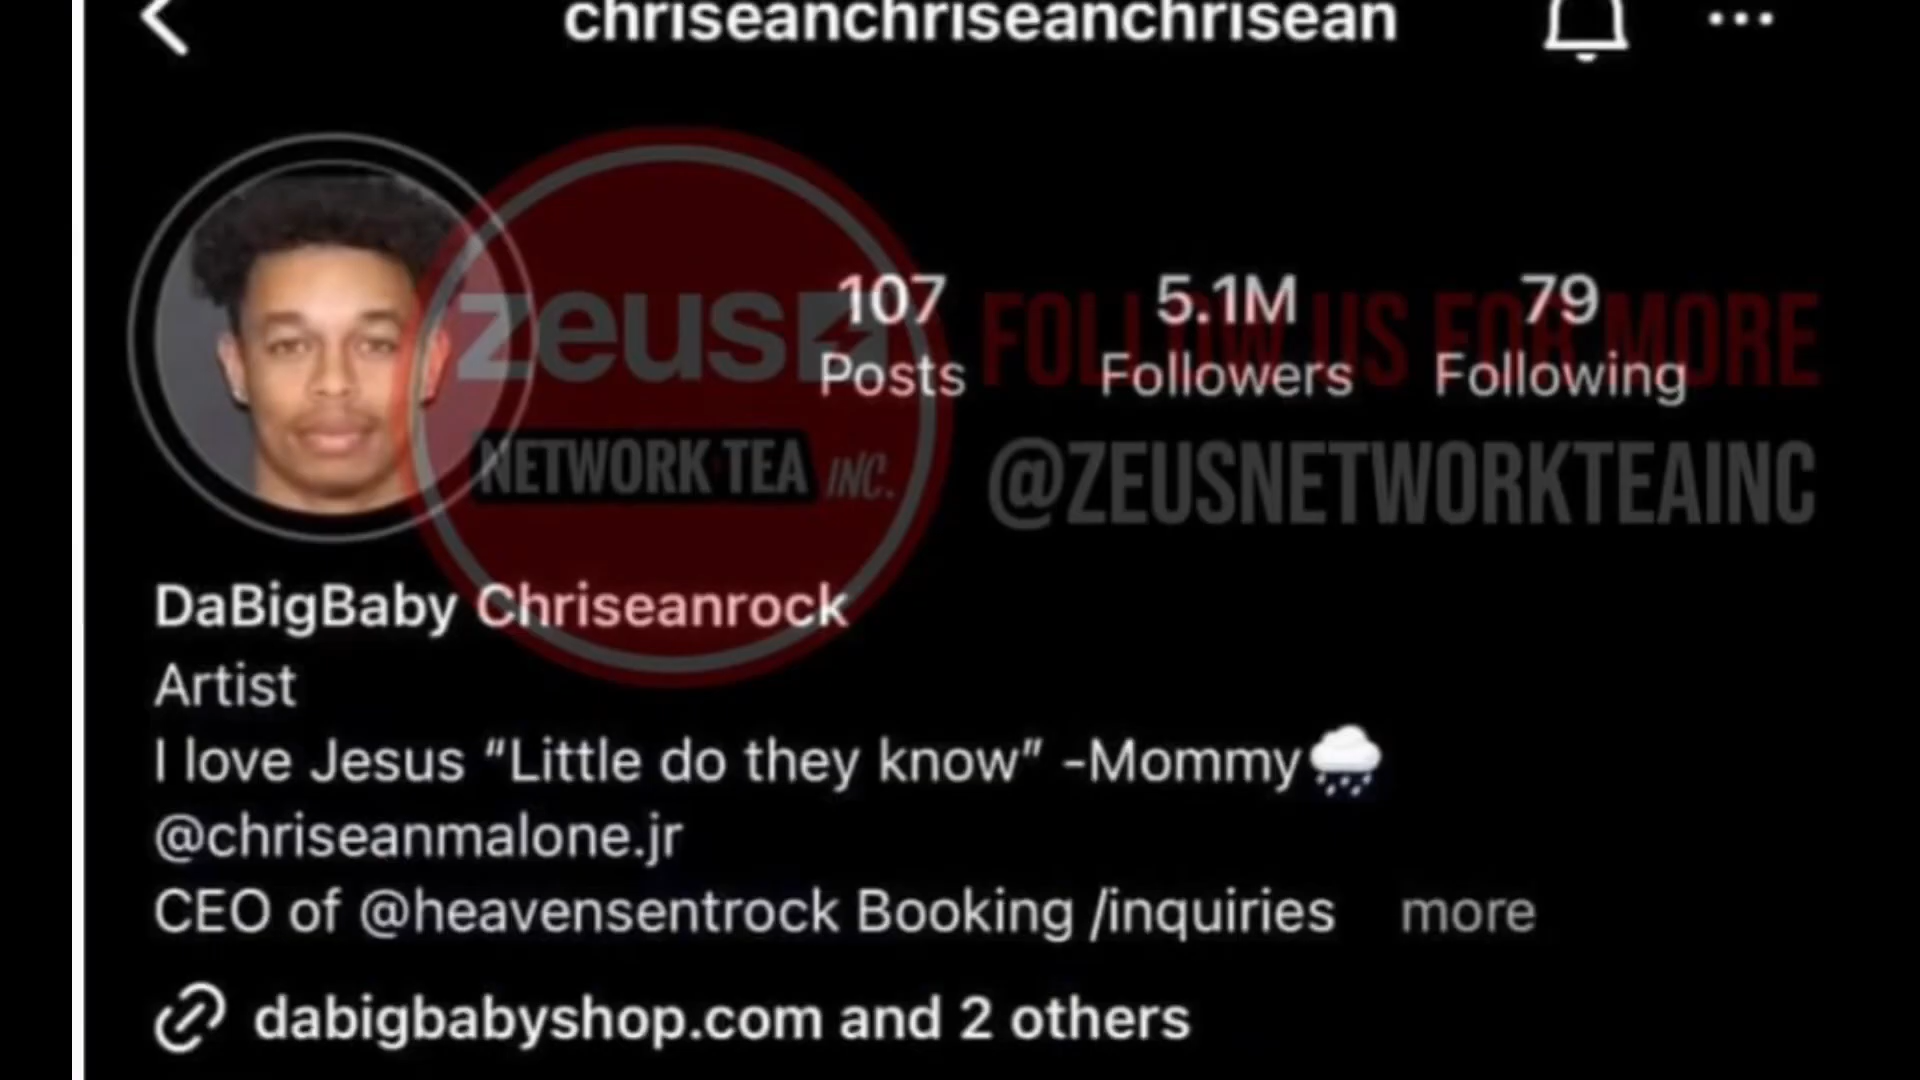 chriseanchriseanchrisean
107
Posts
5.1M
Followers
79
Following
zeus
NETWORK TEA INC.
FOLLOW US FOR MORE
@ZEUSNETWORKTEAINC
DaBigBaby Chriseanrock
Artist
I love Jesus “Little do they know” -Mommy🌧️
@chriseanmalone.jr
CEO of @heavensentrock Booking /inquiries more
dabigbabyshop.com and 2 others